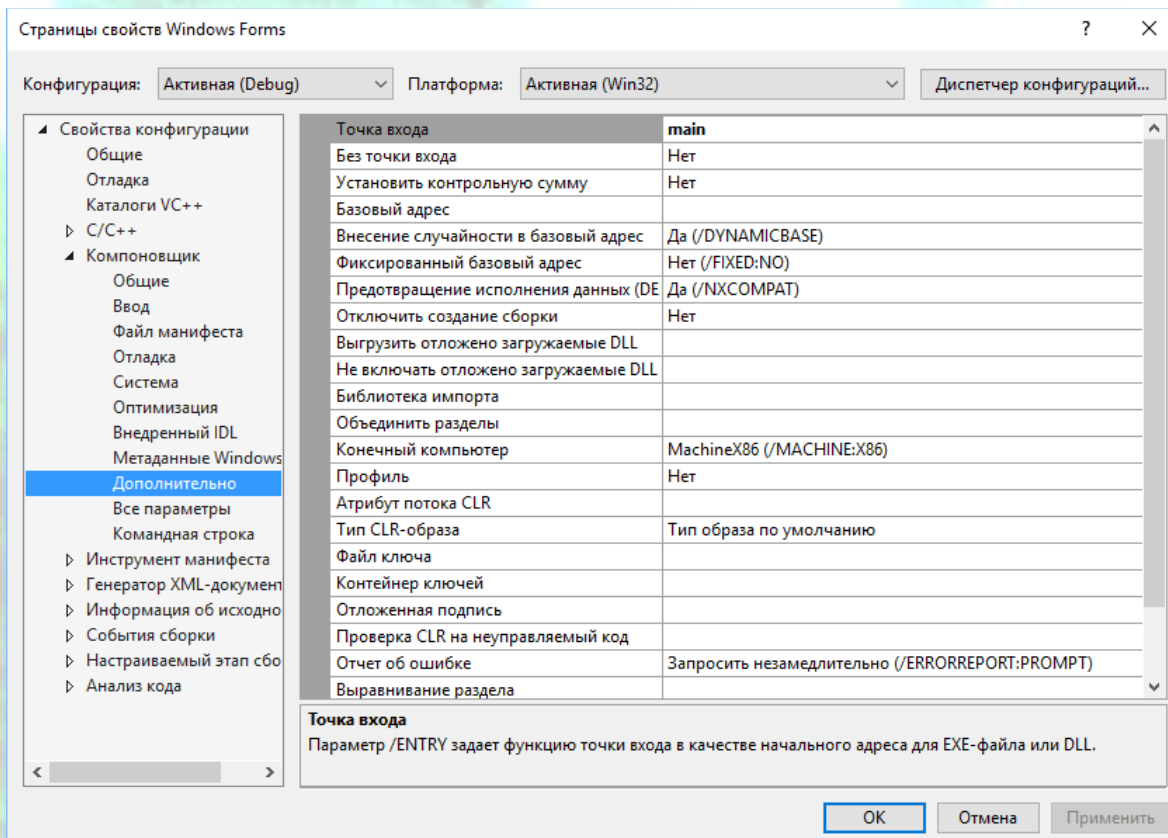 Страницы свойств Windows Forms
? ×
Конфигурация: Активная (Debug) Платформа: Активная (Win32) Диспетчер конфигураций...
Свойства конфигурации
Общие
Отладка
Каталоги VC++
C/C++
Компоновщик
Общие
Ввод
Файл манифеста
Отладка
Система
Оптимизация
Внедренный IDL
Метаданные Windows
Дополнительно
Все параметры
Командная строка
Инструмент манифеста
Генератор XML-документ
Информация об исходно
События сборки
Настраиваемый этап сбо
Анализ кода
Точка входа main
Без точки входа Нет
Установить контрольную сумму Нет
Базовый адрес
Внесение случайности в базовый адрес Да (/DYNAMICBASE)
Фиксированный базовый адрес Нет (/FIXED:NO)
Предотвращение исполнения данных (DE Да (/NXCOMPAT)
Отключить создание сборки Нет
Выгрузить отложено загружаемые DLL
Не включать отложено загружаемые DLL
Библиотека импорта
Объединить разделы
Конечный компьютер MachineX86 (/MACHINE:X86)
Профиль Нет
Атрибут потока CLR
Тип CLR-образа Тип образа по умолчанию
Файл ключа
Контейнер ключей
Отложенная подпись
Проверка CLR на неуправляемый код
Отчет об ошибке Запросить незамедлительно (/ERRORREPORT:PROMPT)
Выравнивание раздела
Точка входа
Параметр /ENTRY задает функцию точки входа в качестве начального адреса для EXE-файла или DLL.
ОК Отмена Применить